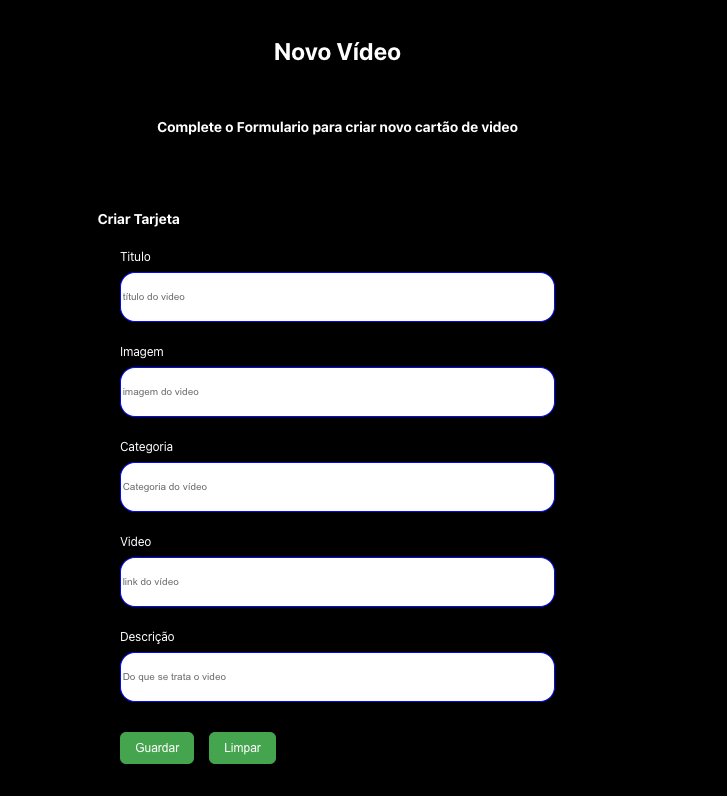 Novo Vídeo
Complete o Formulario para criar novo cartão de video
Criar Tarjeta
Titulo
título do video
Imagem
imagem do video
Categoria
Categoria do vídeo
Video
link do vídeo
Descrição
Do que se trata o video
Guardar Limpar